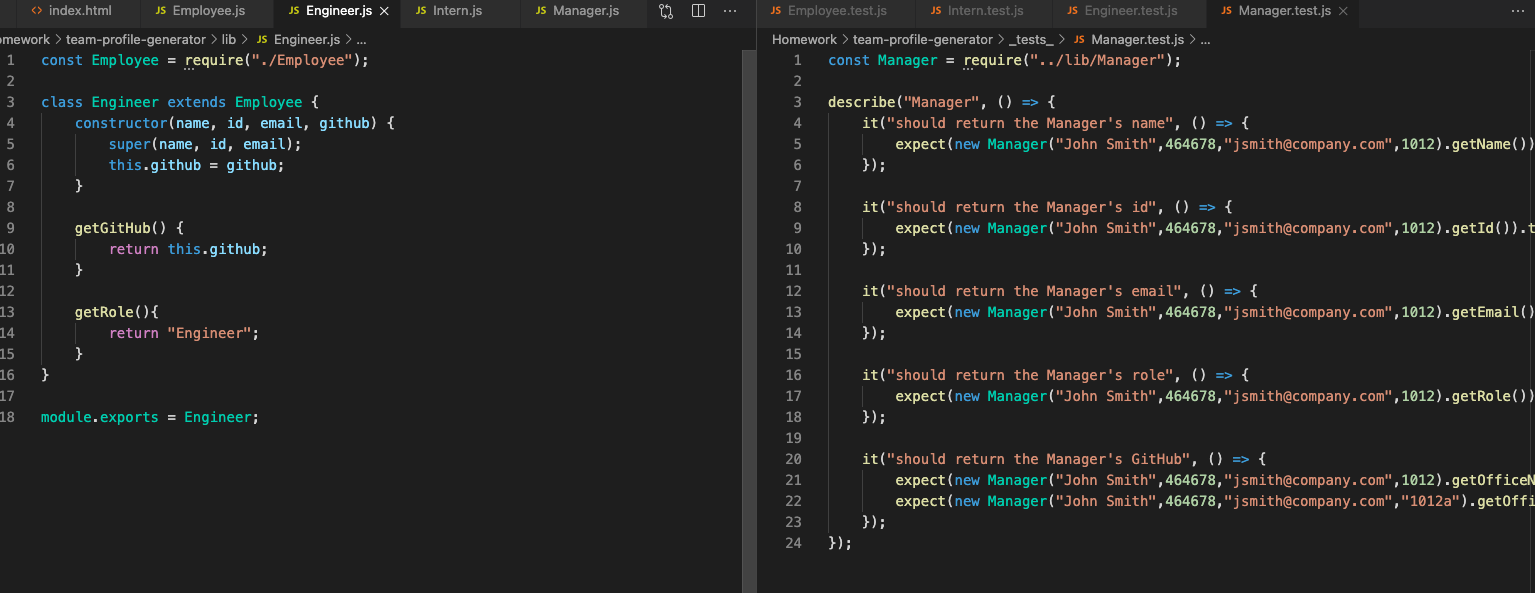 <> index.html JS Employee.js JS Engineer.js × JS Intern.js JS Manager.js ...
omework > team-profile-generator > lib > JS Engineer.js > ...
1 const Employee = require("./Employee");
2
3 class Engineer extends Employee {
4 constructor(name, id, email, github) {
5 super(name, id, email);
6 this.github = github;
7 }
8
9 getGitHub() {
10 return this.github;
11 }
12
13 getRole(){
14 return "Engineer";
15 }
16 }
17
18 module.exports = Engineer;
JS Employee.test.js JS Intern.test.js JS Engineer.test.js JS Manager.test.js × ...
Homework > team-profile-generator > _tests_ > JS Manager.test.js > ...
1 const Manager = require("../lib/Manager");
2
3 describe("Manager", () => {
4 it("should return the Manager's name", () => {
5 expect(new Manager("John Smith",464678,"jsmith@company.com",1012).getName())
6 });
7
8 it("should return the Manager's id", () => {
9 expect(new Manager("John Smith",464678,"jsmith@company.com",1012).getId()).t
10 });
11
12 it("should return the Manager's email", () => {
13 expect(new Manager("John Smith",464678,"jsmith@company.com",1012).getEmail()
14 });
15
16 it("should return the Manager's role", () => {
17 expect(new Manager("John Smith",464678,"jsmith@company.com",1012).getRole())
18 });
19
20 it("should return the Manager's GitHub", () => {
21 expect(new Manager("John Smith",464678,"jsmith@company.com",1012).getOfficeN
22 expect(new Manager("John Smith",464678,"jsmith@company.com","1012a").getOffi
23 });
24 });